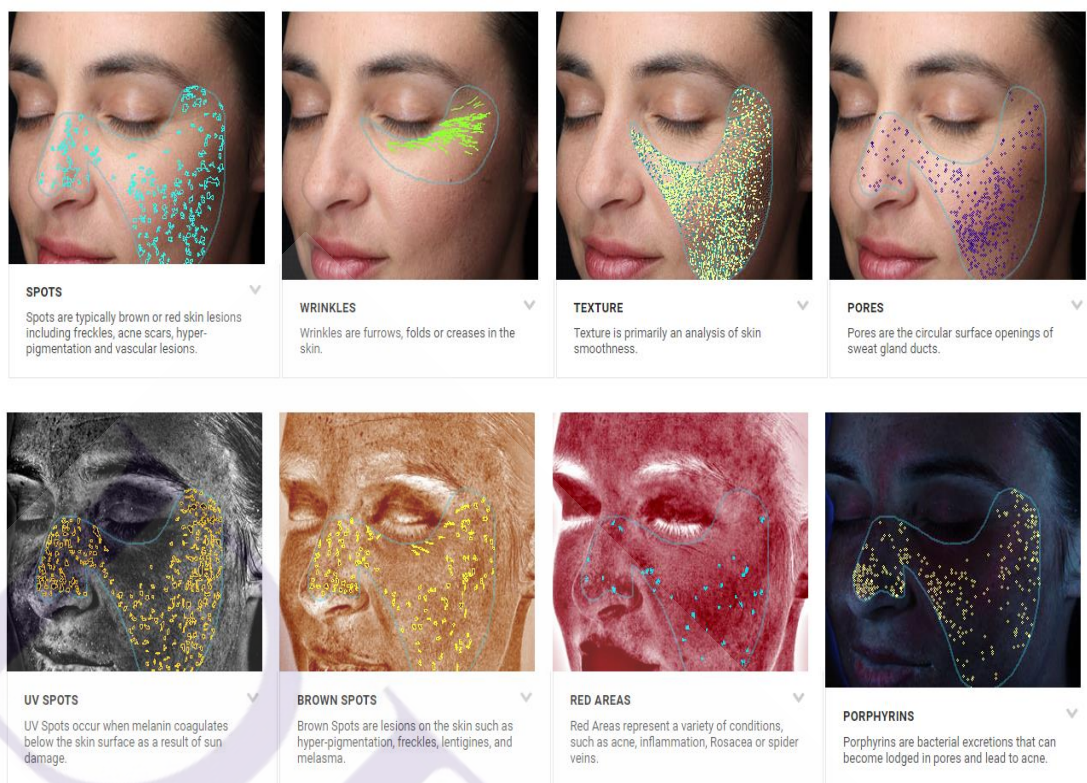 SPOTS
Spots are typically brown or red skin lesions
including freckles, acne scars, hyper-
pigmentation and vascular lesions.
WRINKLES
Wrinkles are furrows, folds or creases in the
skin.
TEXTURE
Texture is primarily an analysis of skin
smoothness.
PORES
Pores are the circular surface openings of
sweat gland ducts.
UV SPOTS
UV Spots occur when melanin coagulates
below the skin surface as a result of sun
damage.
BROWN SPOTS
Brown Spots are lesions on the skin such as
hyper-pigmentation, freckles, lentigines, and
melasma.
RED AREAS
Red Areas represent a variety of conditions,
such as acne, inflammation, Rosacea or spider
veins.
PORPHYRINS
Porphyrins are bacterial excretions that can
become lodged in pores and lead to acne.